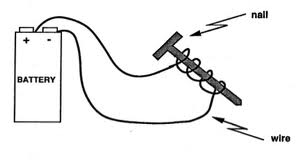 nail
+ -
BATTERY
wire